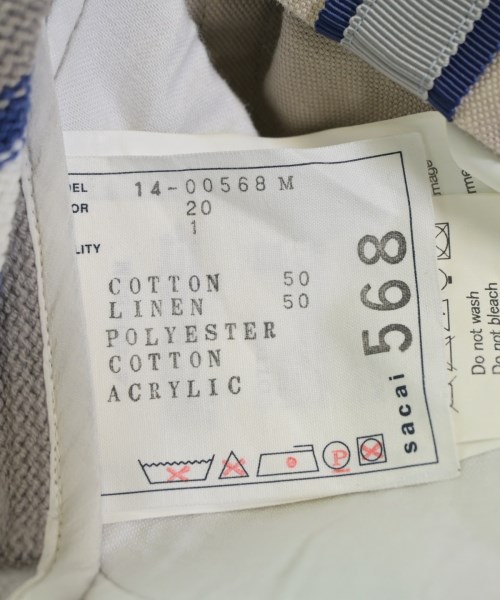 DEL 14-00568 M
OR 20
1
LITY
COTTON 50
LINEN 50
POLYESTER
COTTON
ACRYLIC
P
sacai 568
Do not wash
Do not bleach